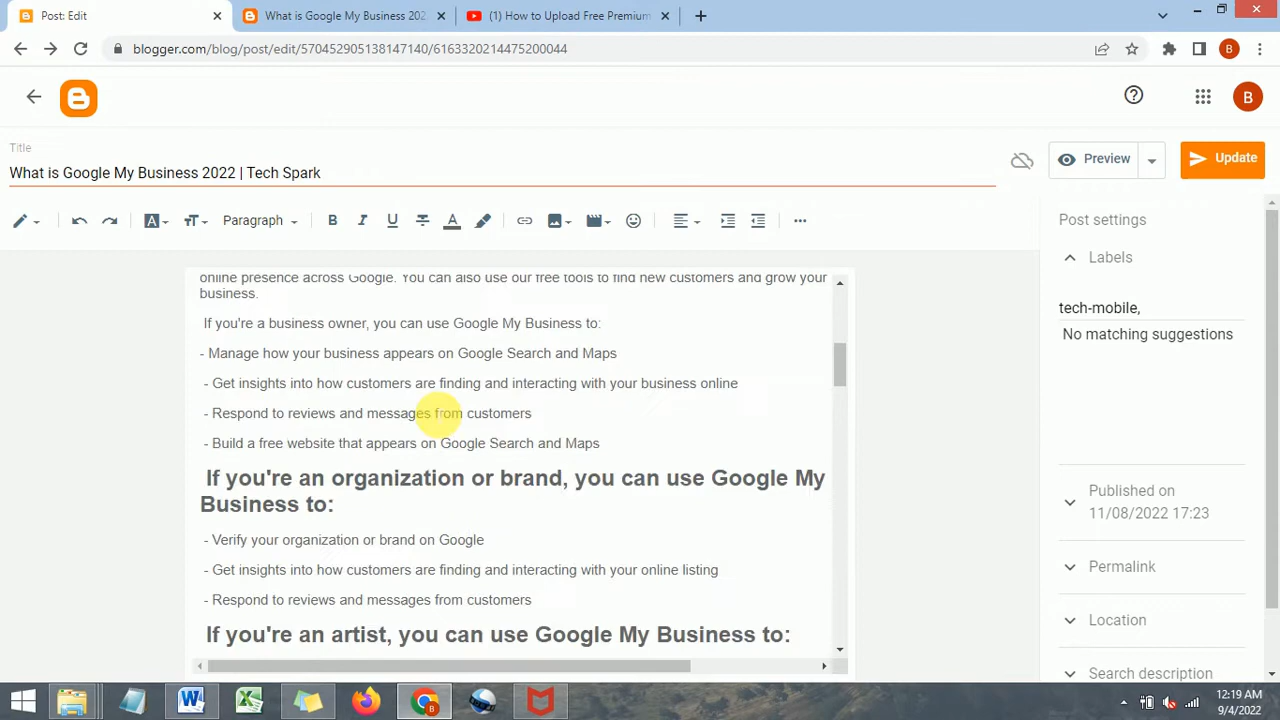 Post: Edit
What is Google My Business 202
(1) How to Upload Free Premium
blogger.com/blog/post/edit/570452905138147140/6163320214475200044
B
B
Title
What is Google My Business 2022 | Tech Spark
Preview
Update
Paragraph
B
I
U
A
Post settings
Labels
tech-mobile,
No matching suggestions
Published on
11/08/2022 17:23
Permalink
Location
Search description
online presence across Google. You can also use our free tools to find new customers and grow your
business.
If you're a business owner, you can use Google My Business to:
- Manage how your business appears on Google Search and Maps
- Get insights into how customers are finding and interacting with your business online
- Respond to reviews and messages from customers
- Build a free website that appears on Google Search and Maps
If you're an organization or brand, you can use Google My
Business to:
- Verify your organization or brand on Google
- Get insights into how customers are finding and interacting with your online listing
- Respond to reviews and messages from customers
If you're an artist, you can use Google My Business to:
12:19 AM
9/4/2022